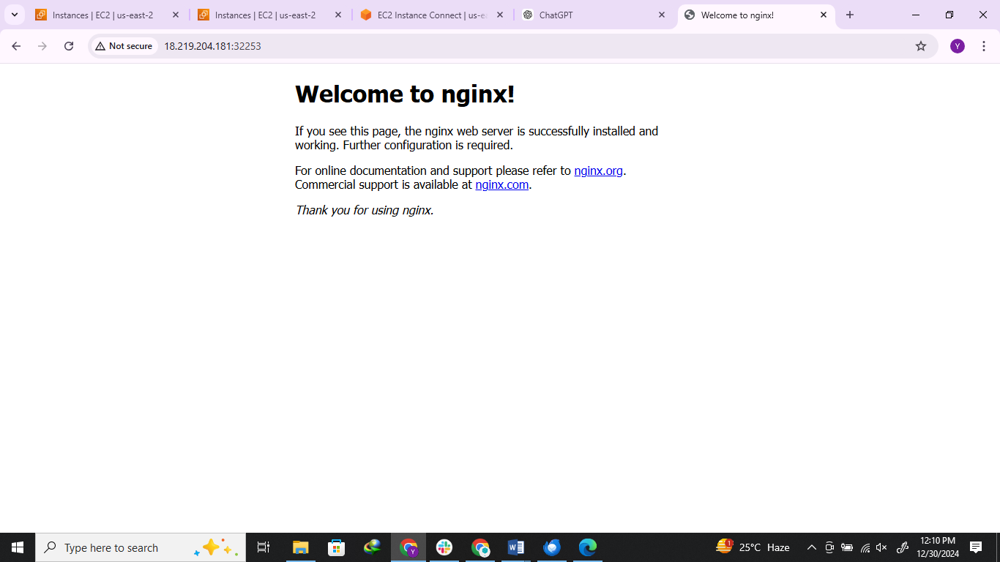 Instances | EC2 | us-east-2
Instances | EC2 | us-east-2
EC2 Instance Connect | us-ea
ChatGPT
Welcome to nginx!
Not secure
18.219.204.181:32253
Y
Welcome to nginx!
If you see this page, the nginx web server is successfully installed and
working. Further configuration is required.
For online documentation and support please refer to nginx.org.
Commercial support is available at nginx.com.
Thank you for using nginx.
Type here to search
Y
W
1
25°C Haze
12:10 PM
12/30/2024